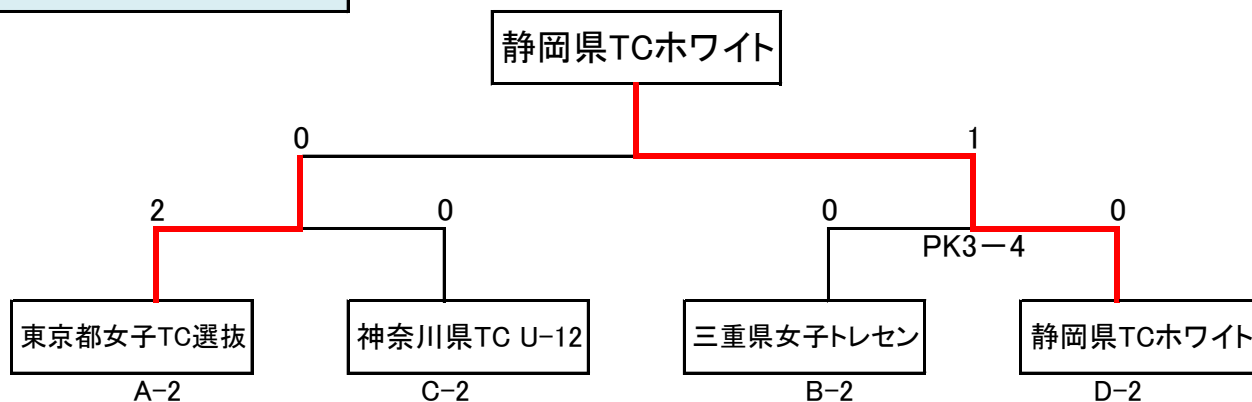 静岡県TCホワイト
0 1
2 0 0 0
PK3－4
東京都女子TC選抜 神奈川県TC U-12 三重県女子トレセン 静岡県TCホワイト
A-2 C-2 B-2 D-2